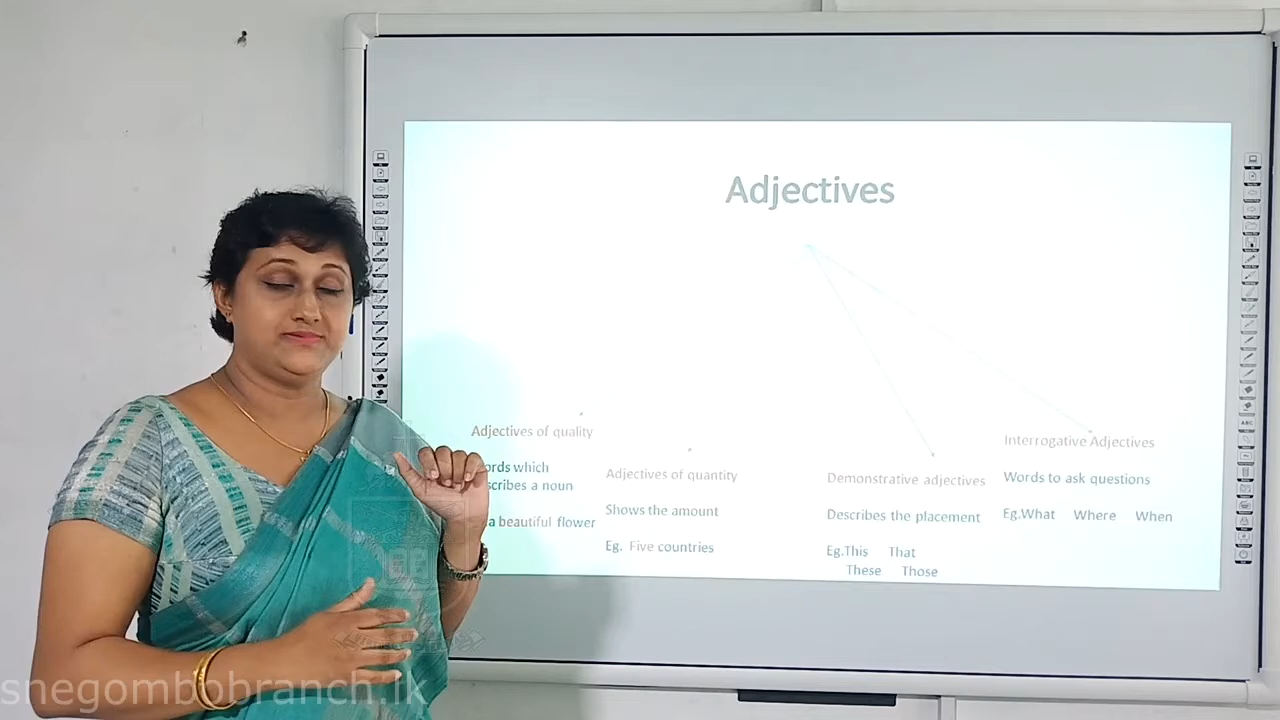 Adjectives
Adjectives of quality
ords which
scribes a noun
a beautiful flower
Adjectives of quantity
Shows the amount
Eg. Five countries
Demonstrative adjectives
Describes the placement
Eg.This That
These Those
Interrogative Adjectives
Words to ask questions
Eg.What Where When
ABC
snegombobranch.lk